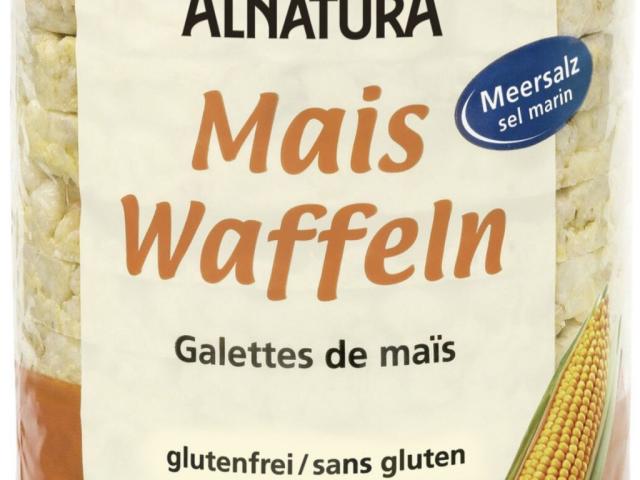 ALNATURA
Meersalz
sel marin
Mais
Waffeln
Galettes de maïs
glutenfrei/sans gluten